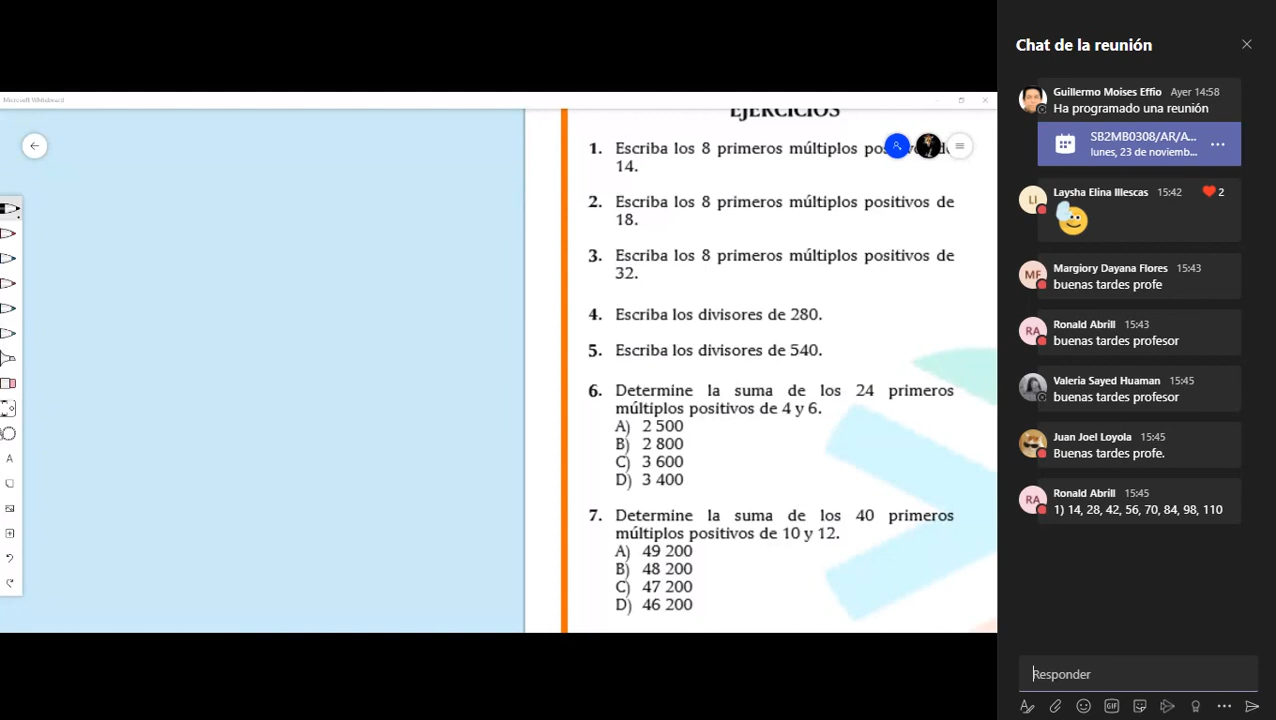 Microsoft Whiteboard
EJERCICIOS
1. Escriba los 8 primeros múltiplos de
14.
2. Escriba los 8 primeros múltiplos positivos de
18.
3. Escriba los 8 primeros múltiplos positivos de
32.
4. Escriba los divisores de 280.
5. Escriba los divisores de 540.
6. Determine la suma de los 24 primeros
múltiplos positivos de 4 y 6.
A) 2 500
B) 2 800
C) 3 600
D) 3 400
7. Determine la suma de los 40 primeros
múltiplos positivos de 10 y 12.
A) 49 200
B) 48 200
C) 47 200
D) 46 200
Chat de la reunión
Guillermo Moises Effio Ayer 14:58
Ha programado una reunión
SB2MB0308/AR/A...
lunes, 23 de noviemb...
LI Laysha Elina Illescas 15:42 2
MF Margiory Dayana Flores 15:43
buenas tardes profe
RA Ronald Abrill 15:43
buenas tardes profesor
Valeria Sayed Huaman 15:45
buenas tardes profesor
Juan Joel Loyola 15:45
Buenas tardes profe.
RA Ronald Abrill 15:45
1) 14, 28, 42, 56, 70, 84, 98, 110
Responder
GIF